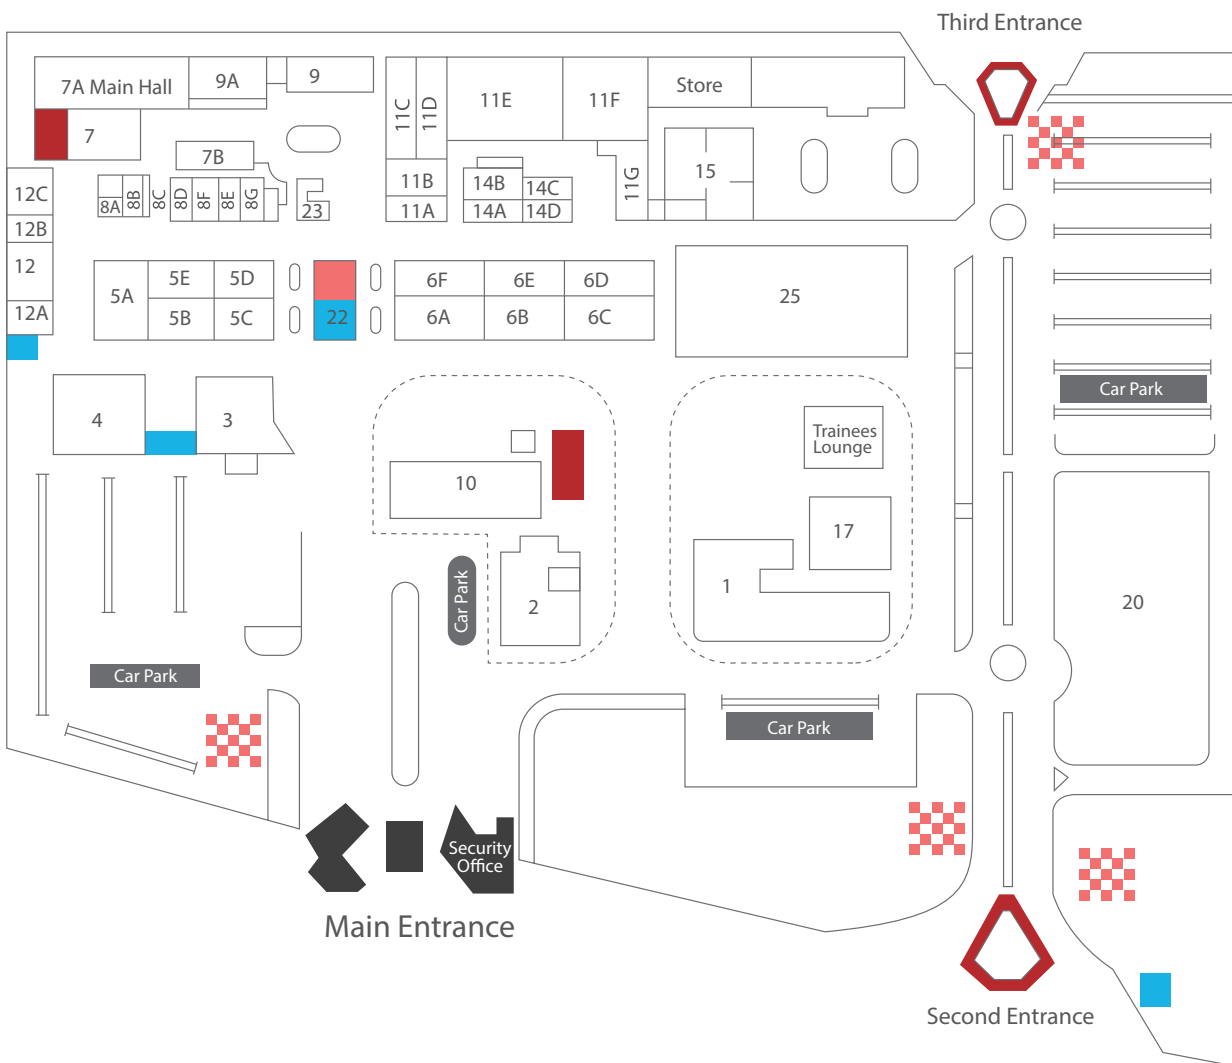 Third Entrance
7A Main Hall
9A
9
11C
11D
11E
11F
Store
7
7B
15
12C
8A
8B
8C
8D
8F
8E
8G
23
11B
11A
14B
14C
14A
14D
11G
12B
12
12A
5A
5E
5D
5B
5C
22
6F
6E
6D
6A
6B
6C
25
Car Park
4
3
10
Trainees
Lounge
17
1
2
Car Park
20
Car Park
Car Park
Security
Office
Main Entrance
Second Entrance